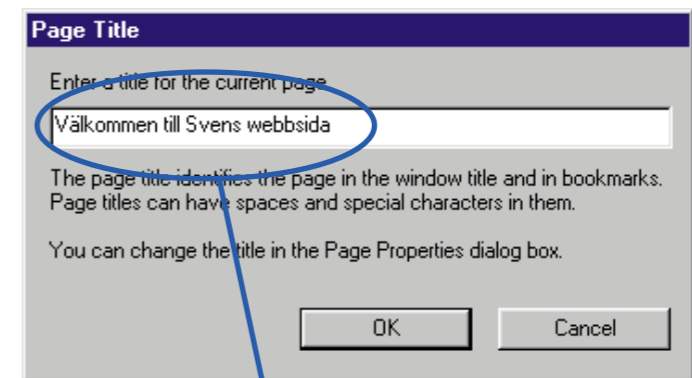 Page Title
Enter a title for the current page
Välkommen till Svens webbsida
The page title identifies the page in the window title and in bookmarks.
Page titles can have spaces and special characters in them.
You can change the title in the Page Properties dialog box.
OK
Cancel